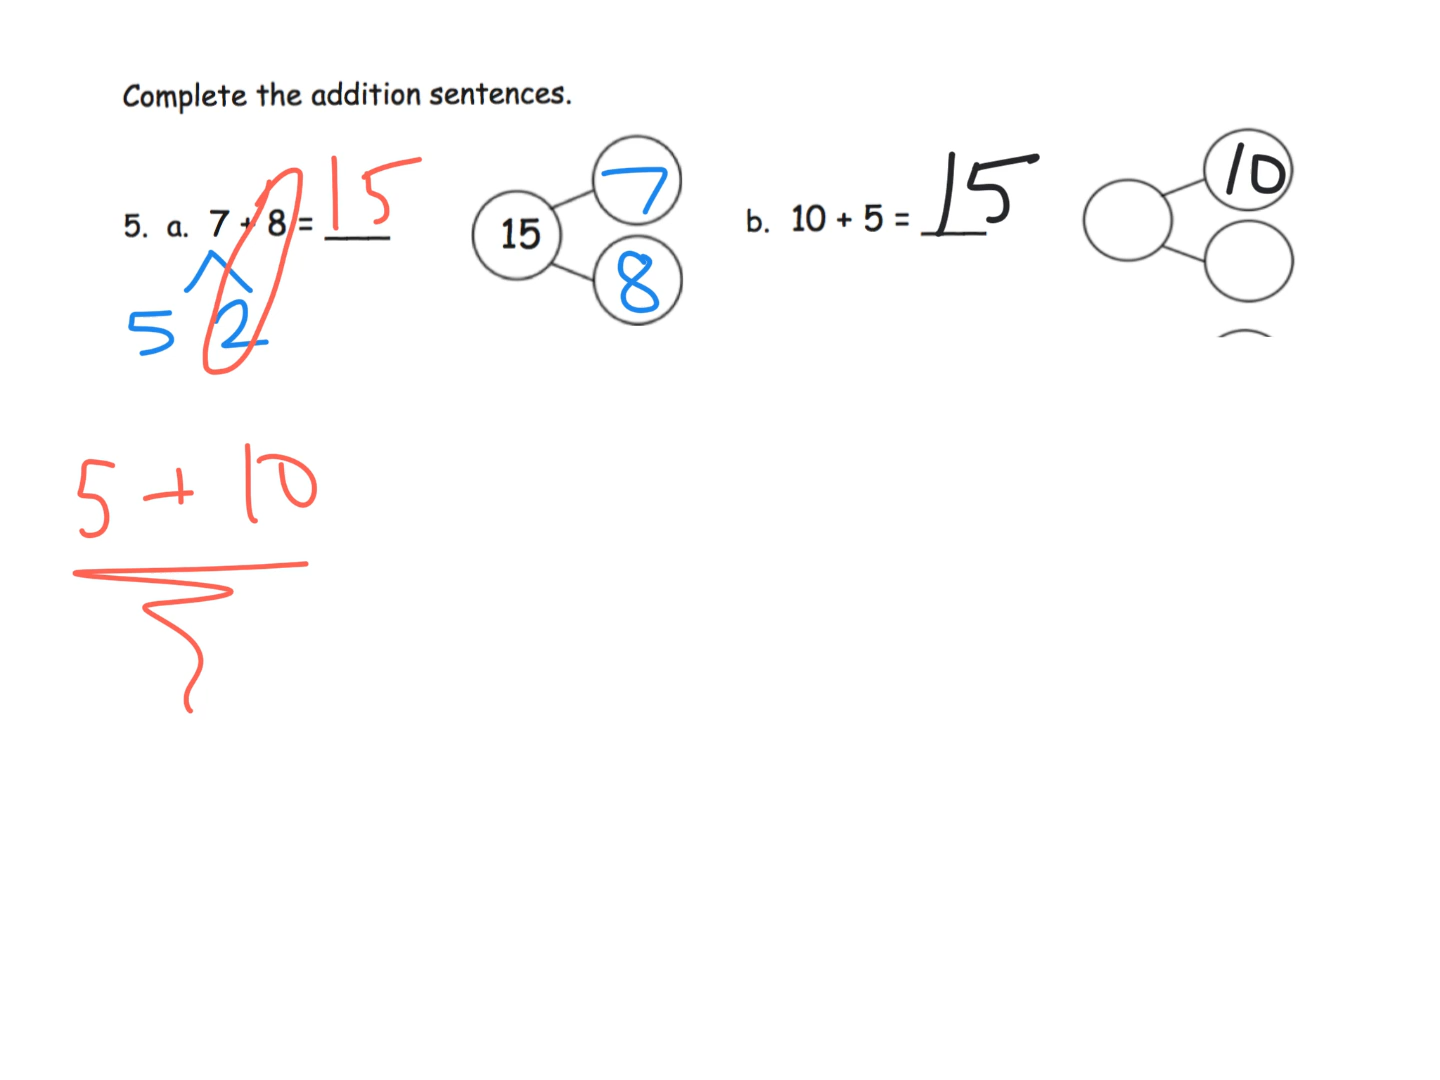 Complete the addition sentences.
5. a. 7 + 8 = 15
5 2
15
7
8
b. 10 + 5 = 15
10
5 + 10